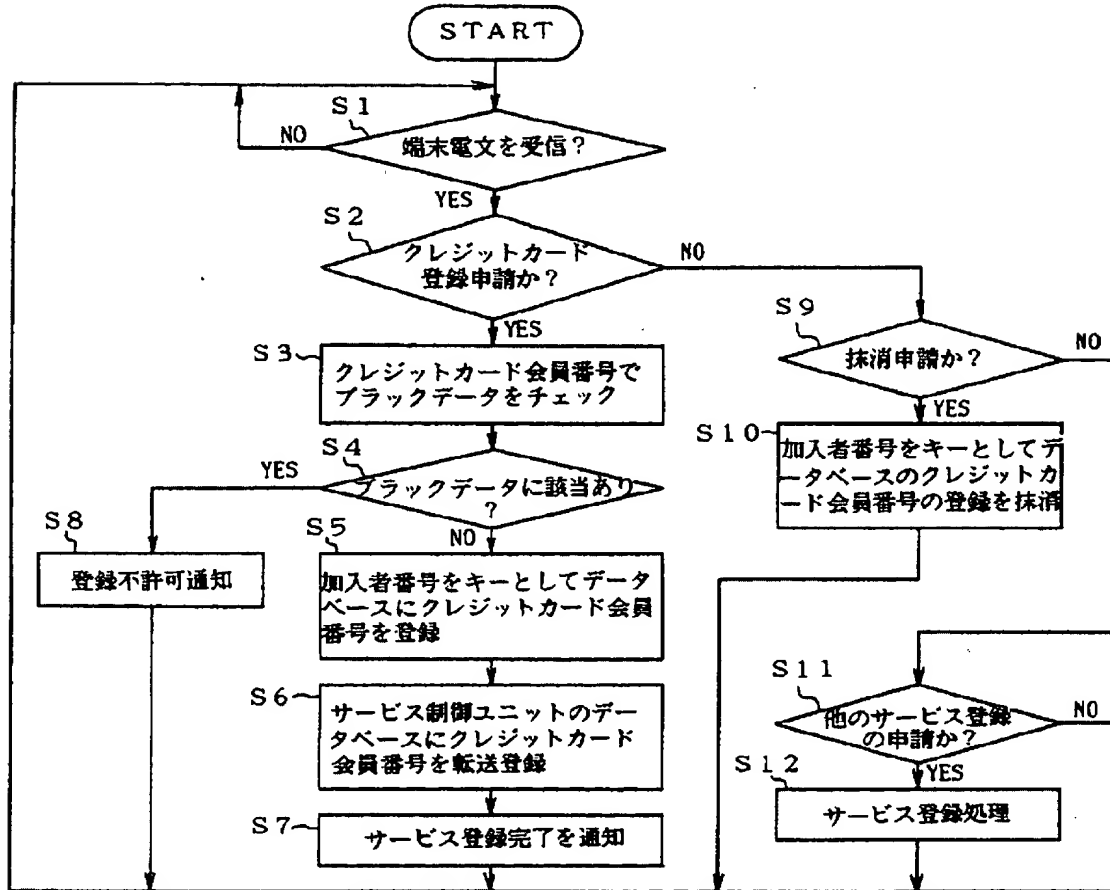 START
S1
端末電文を受信?
NO
YES
S2
クレジットカード
登録申請か?
NO
YES
S3
クレジットカード会員番号で
ブラックデータをチェック
S4
ブラックデータに該当あり
?
YES
NO
S8
登録不許可通知
S5
加入者番号をキーとしてデータ
ベースにクレジットカード会員
番号を登録
S6
サービス制御ユニットのデー
タベースにクレジットカード
会員番号を転送登録
S7
サービス登録完了を通知
S9
抹消申請か?
NO
YES
S10
加入者番号をキーとしてデ
ータベースのクレジットカ
ード会員番号の登録を抹消
S11
他のサービス登録
の申請か?
NO
YES
S12
サービス登録処理